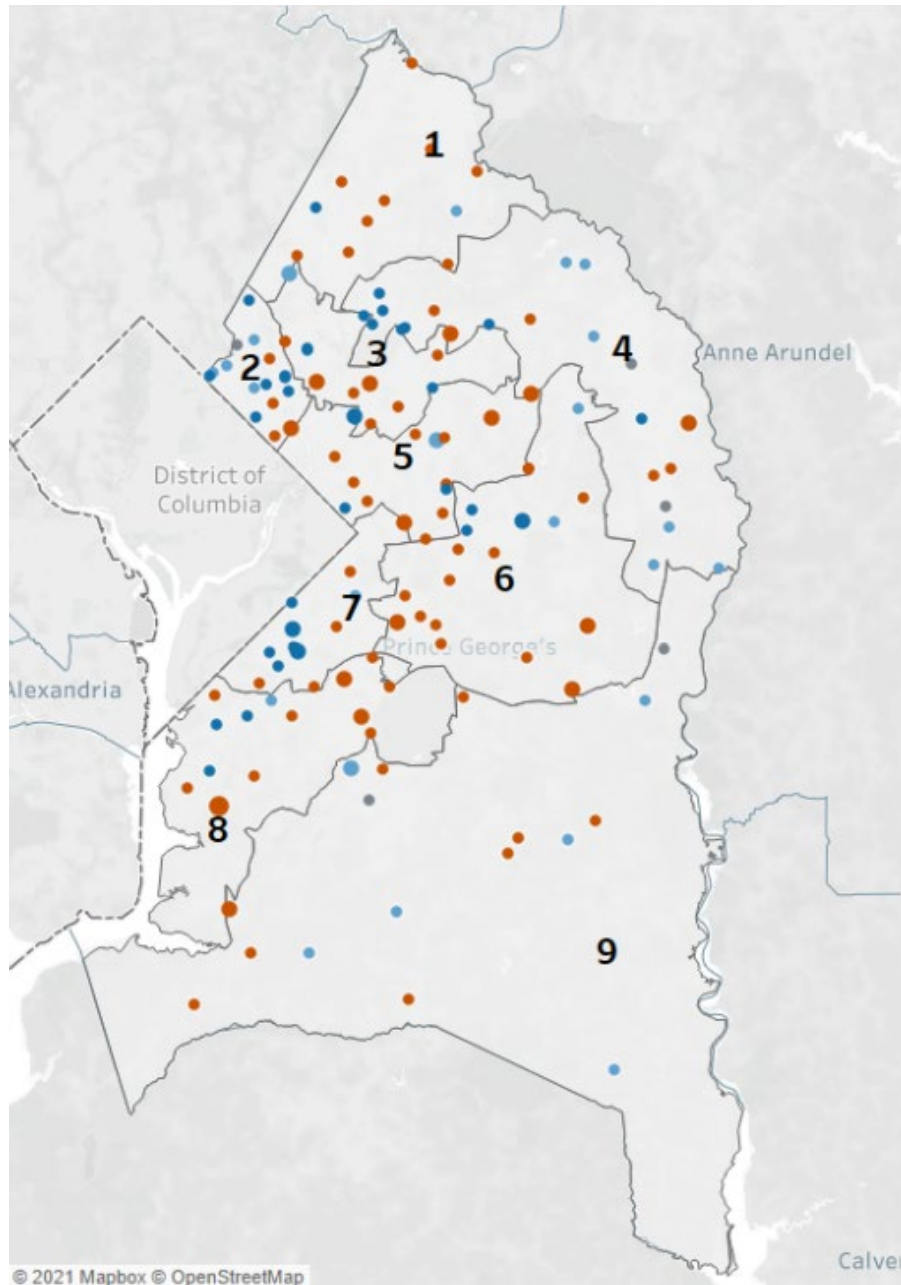 1
2
3
4
Anne Arundel
5
District of
Columbia
6
7
Prince George's
Alexandria
8
9
Calver
© 2021 Mapbox © OpenStreetMap